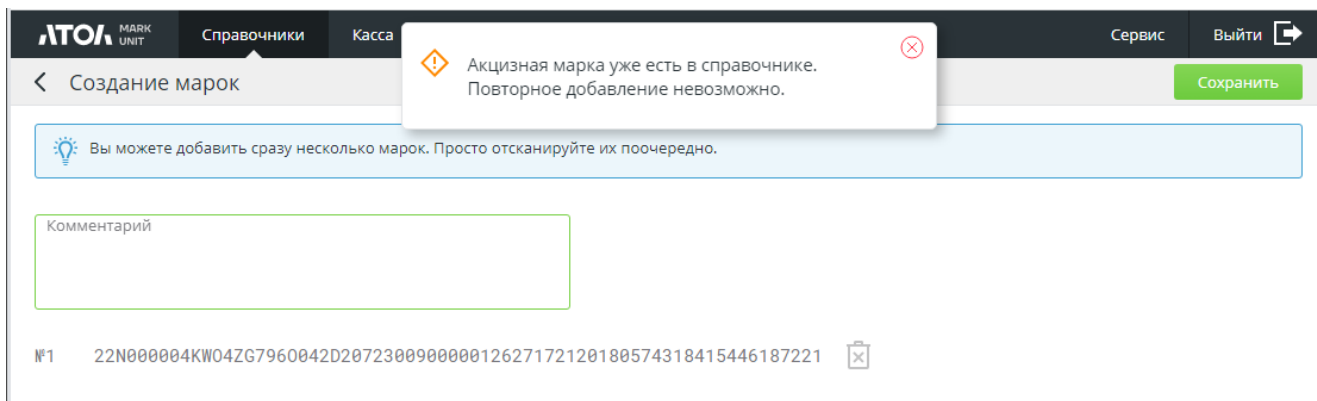 АТОЛ MARK UNIT Справочники Касса Сервис Выйти
Акцизная марка уже есть в справочнике.
Повторное добавление невозможно.
Создание марок Сохранить
Вы можете добавить сразу несколько марок. Просто отсканируйте их поочередно.
Комментарий
№1 22N000004KWO4ZG796O042D207230090000012627172120180574318415446187221